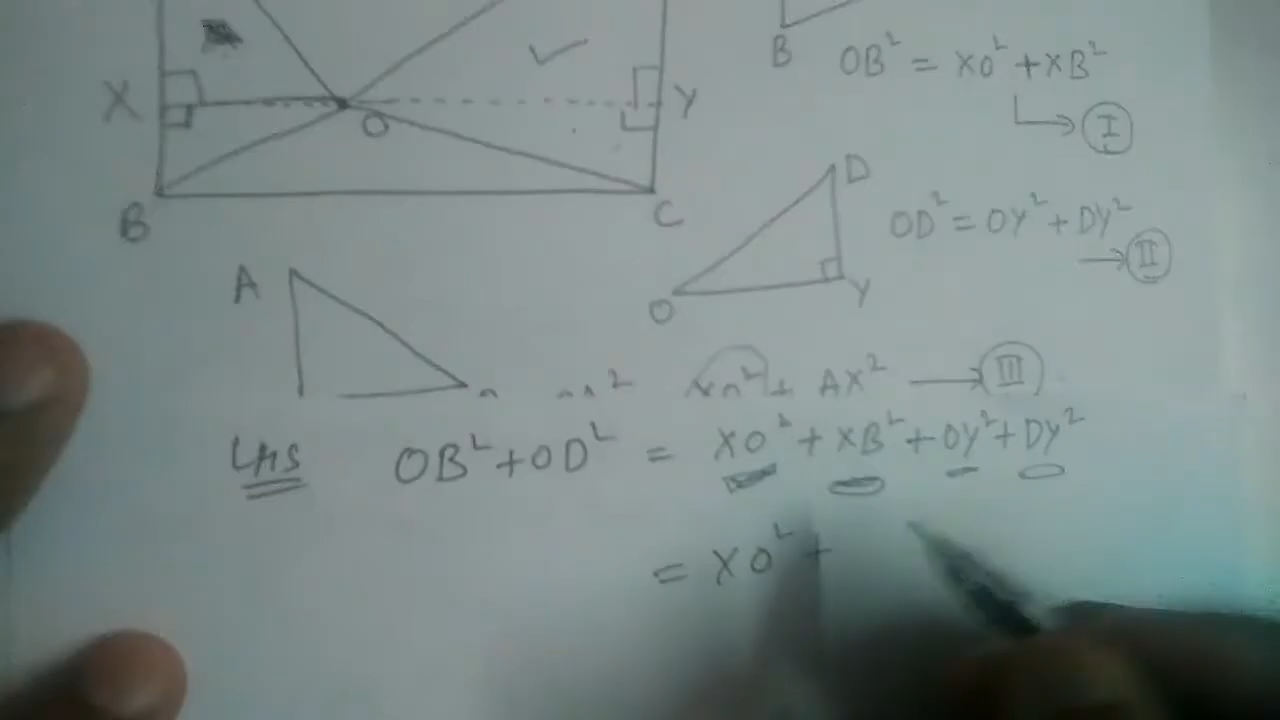 B
OB² = XO² + XB²
I
X
O
Y
B
C
D
OD² = OY² + DY²
II
O
Y
A
AX²
III
LHS OB² + OD² = XO² + XB² + OY² + DY²
= XO² +